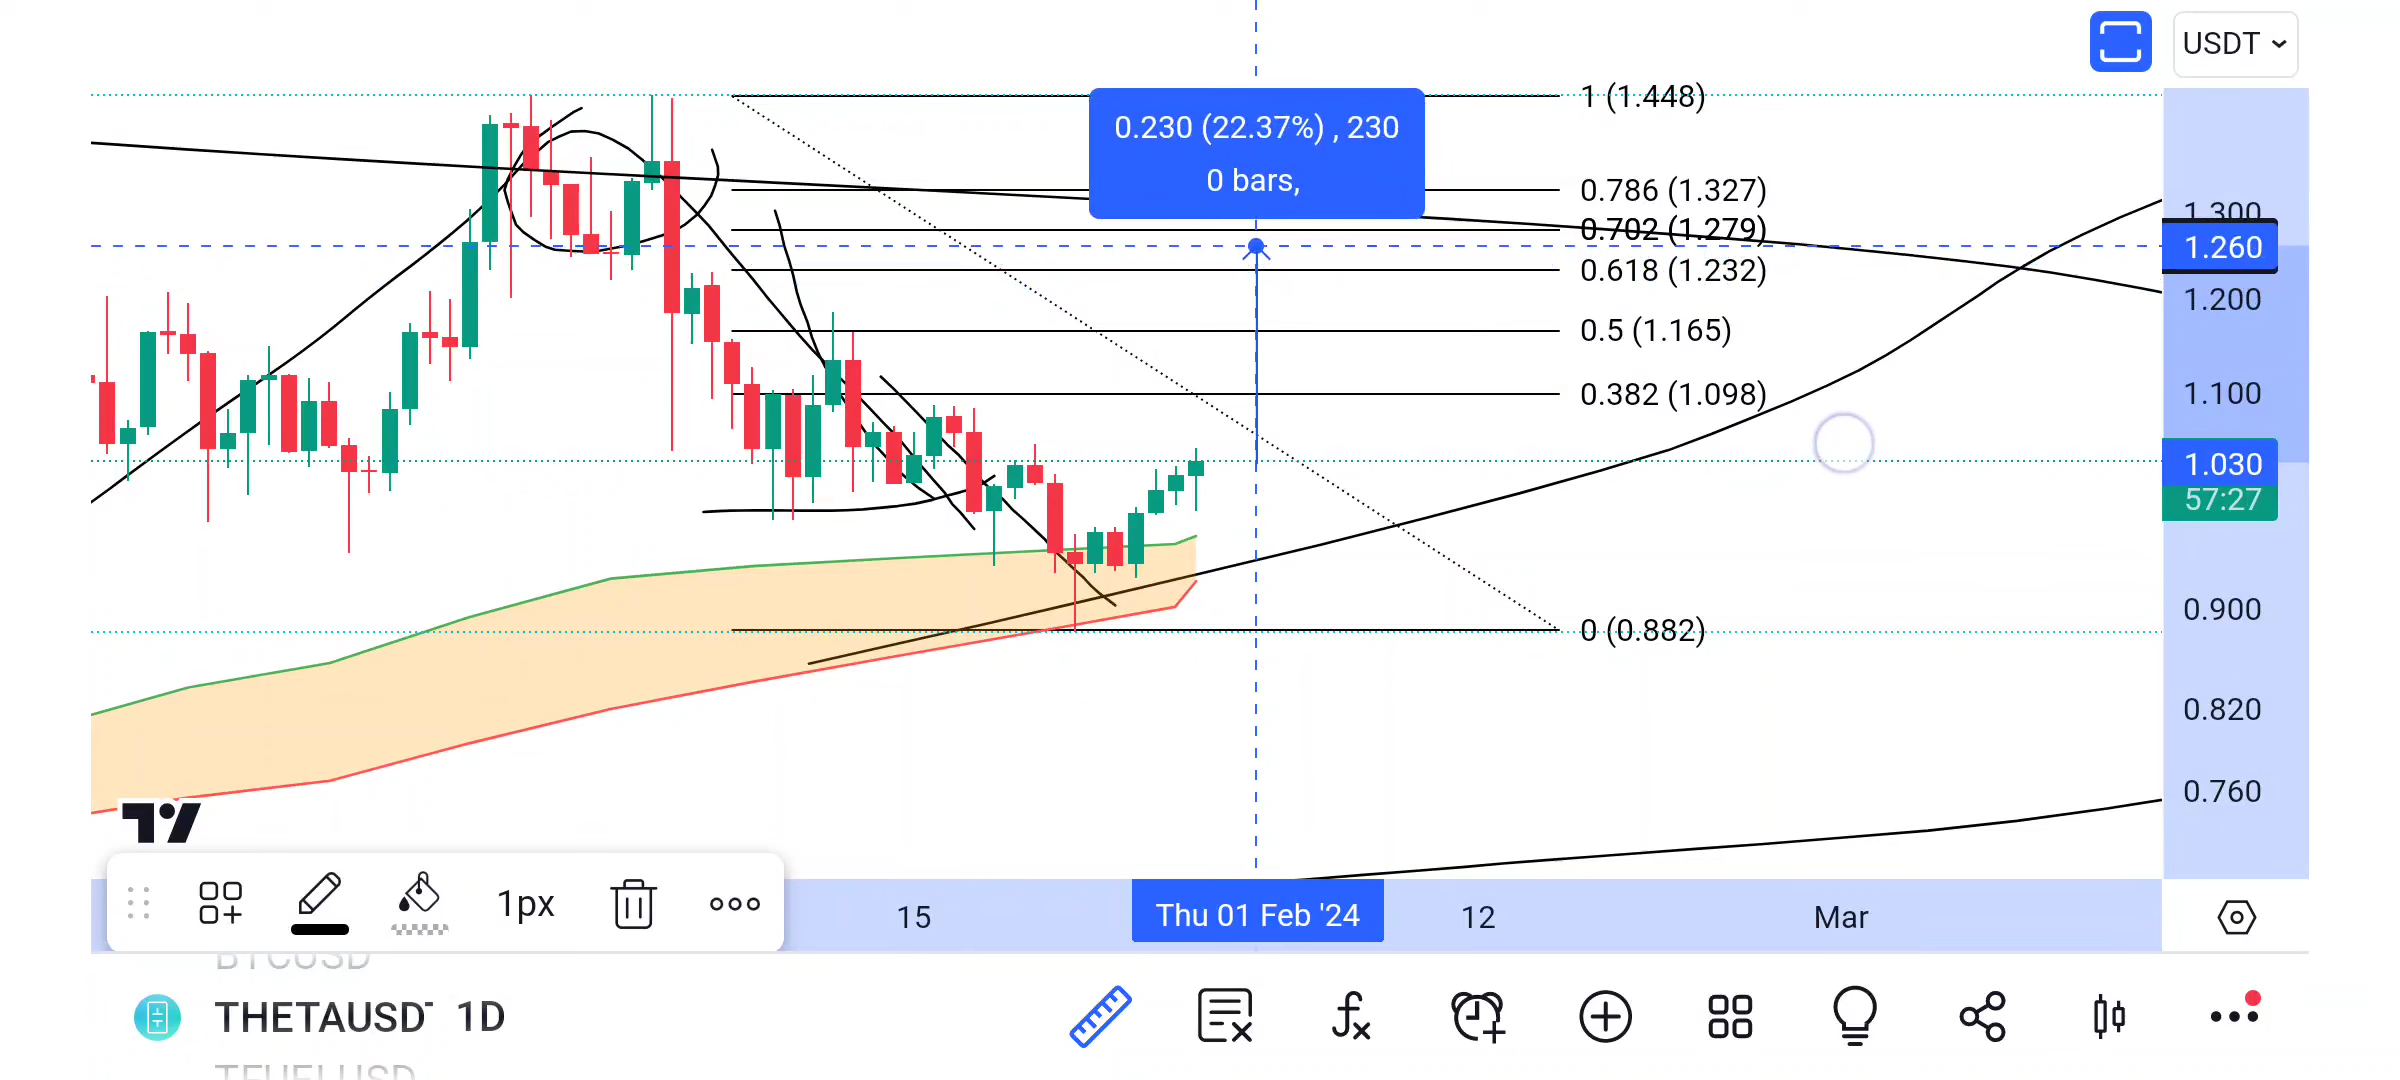 USDT
1 (1.448)
0.230 (22.37%) , 230
0 bars,
0.786 (1.327)
1.300
0.702 (1.279)
1.260
0.618 (1.232)
1.200
0.5 (1.165)
0.382 (1.098)
1.100
1.030
57:27
0.900
0 (0.882)
0.820
0.760
1px
15
Thu 01 Feb '24
12
Mar
BTCUSD
THETAUSD
1D
TFUELUSD